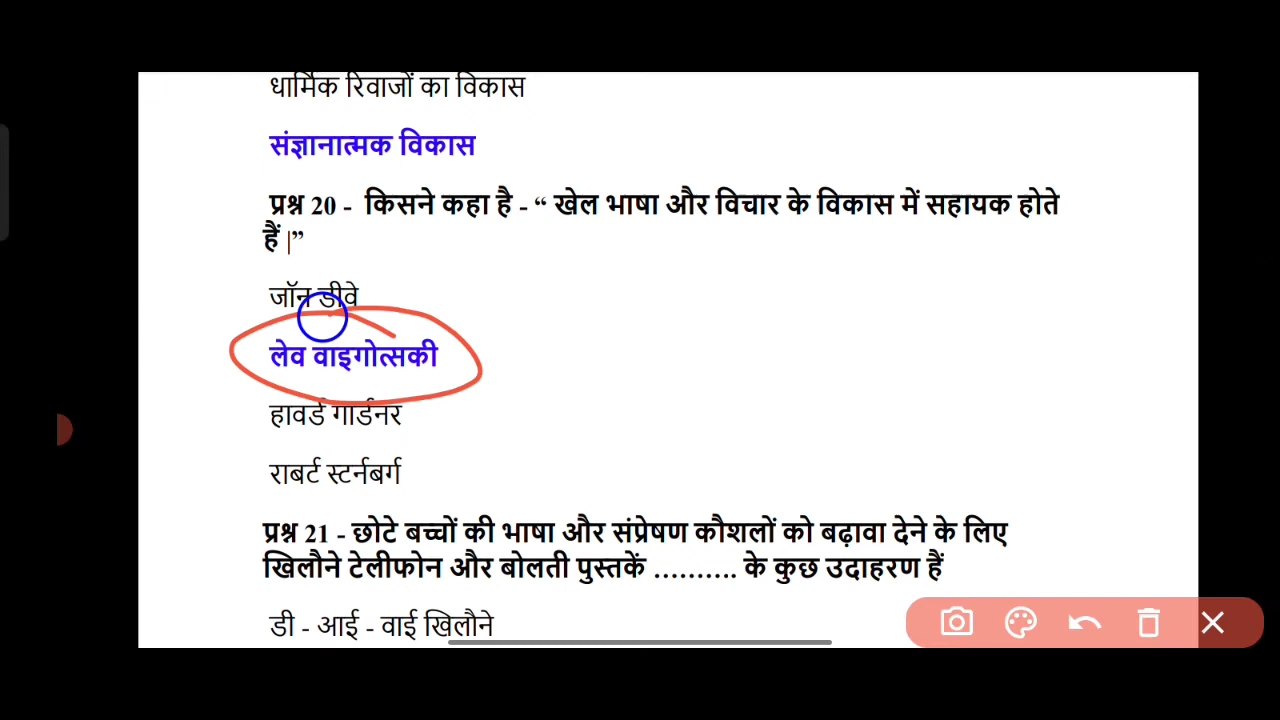 धार्मिक रिवाजों का विकास
संज्ञानात्मक विकास
प्रश्न 20 - किसने कहा है - “ खेल भाषा और विचार के विकास में सहायक होते
हैं |”
जॉन डीवे
लेव वाइगोत्सकी
हावर्ड गार्डनर
राबर्ट स्टर्नबर्ग
प्रश्न 21 - छोटे बच्चों की भाषा और संप्रेषण कौशलों को बढ़ावा देने के लिए
खिलौने टेलीफोन और बोलती पुस्तकें ………. के कुछ उदाहरण हैं
डी - आई - वाई खिलौने